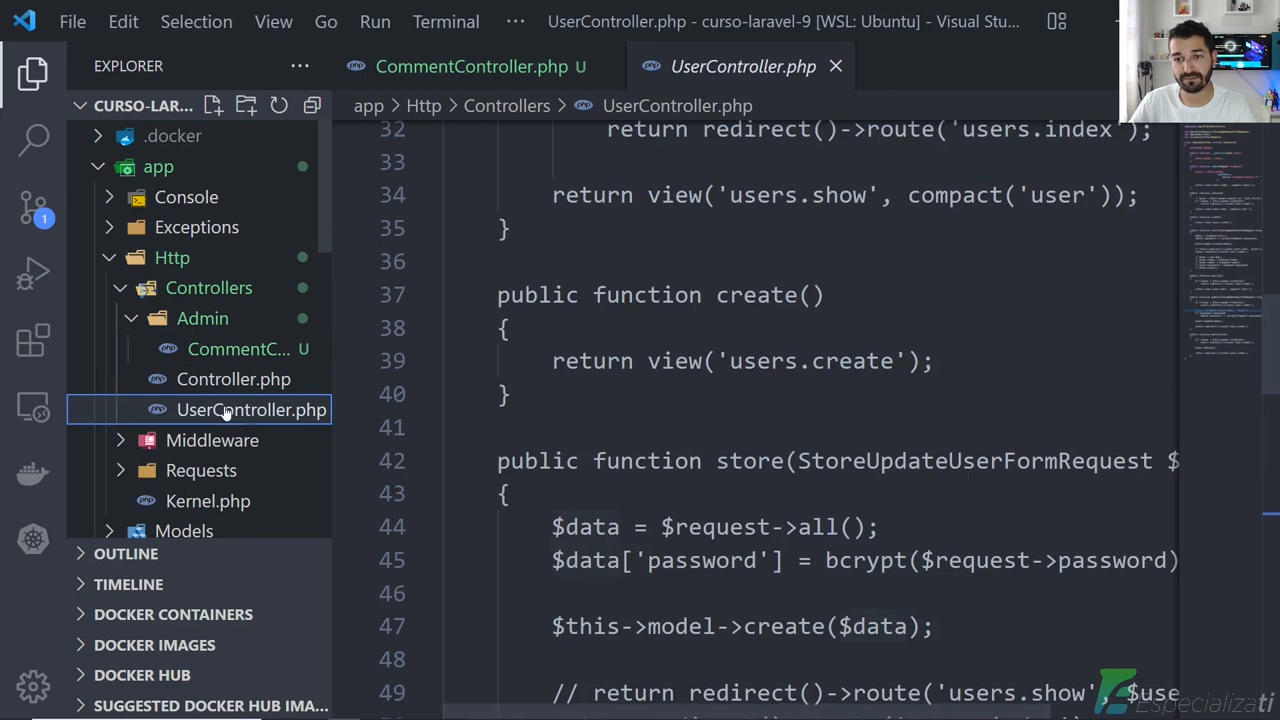 File Edit Selection View Go Run Terminal ··· UserController.php - curso-laravel-9 [WSL: Ubuntu] - Visual Stu...
EXPLORER ···
CommentController.php U
UserController.
CURSO-LAR...
app > Http > Controllers > UserController.php
.docker
app
Console
Exceptions
Http
Controllers
Admin
CommentC... U
Controller.php
UserController.php
Middleware
Requests
Kernel.php
Models
OUTLINE
TIMELINE
DOCKER CONTAINERS
DOCKER IMAGES
DOCKER HUB
SUGGESTED DOCKER HUB IMA...
1
32 return redirect()->route('users.index');
33
34 return view('users.show', compact('user'));
35 }
36
37 public function create()
38 {
39 return view('users.create');
40 }
41
42 public function store(StoreUpdateUserFormRequest $
43 {
44 $data = $request->all();
45 $data['password'] = bcrypt($request->password)
46
47 $this->model->create($data);
48
49 // return redirect()->route('users.show', $use
EspecializaTi